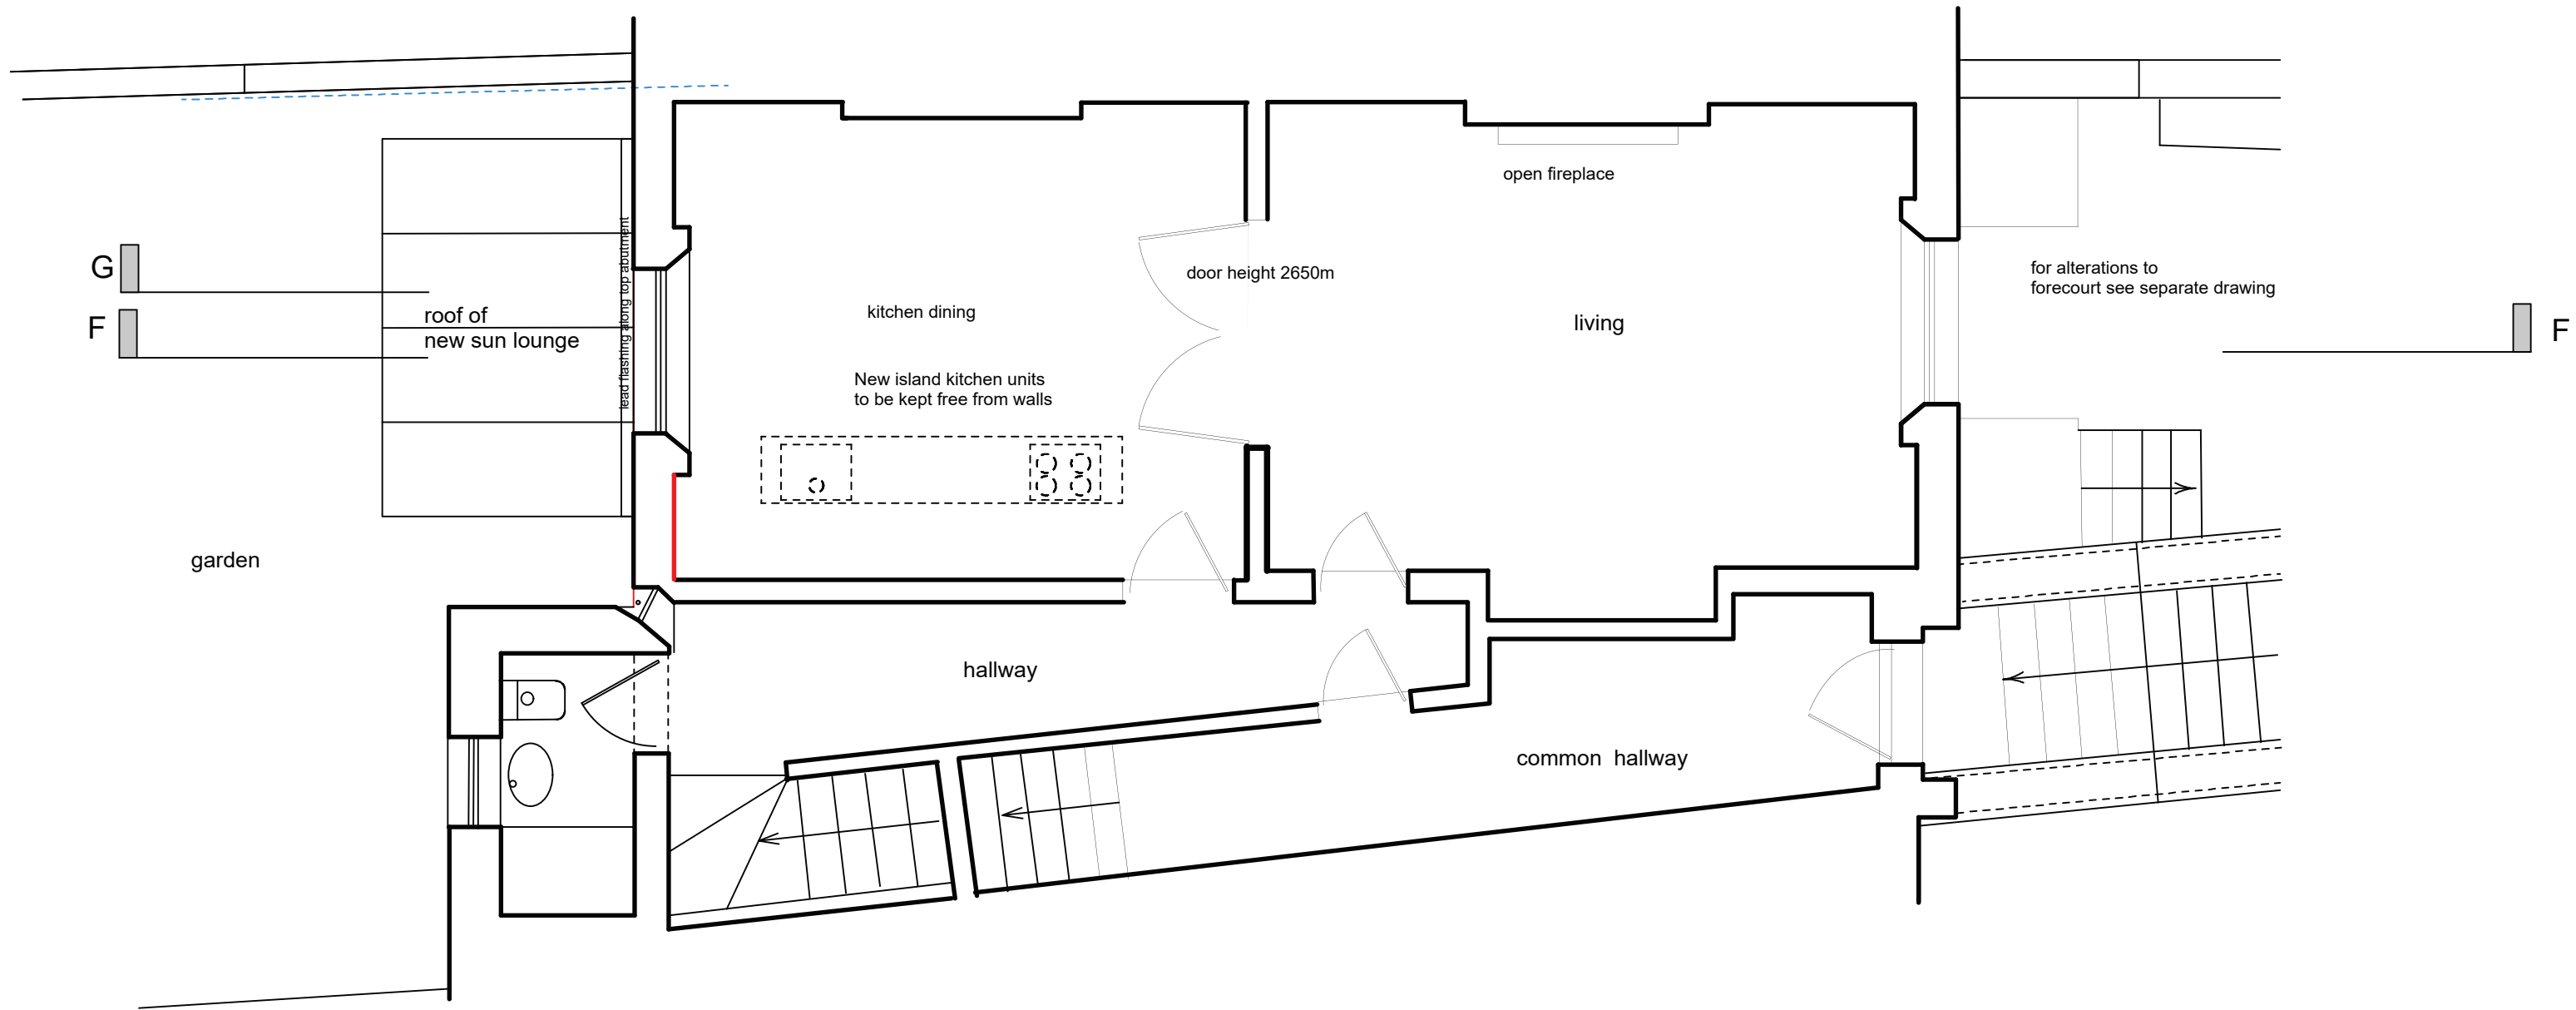 open fireplace
G
F
roof of
new sun lounge
lead flashing along top abutment
door height 2650m
kitchen dining
living
for alterations to
forecourt see separate drawing
F
New island kitchen units
to be kept free from walls
garden
hallway
common hallway